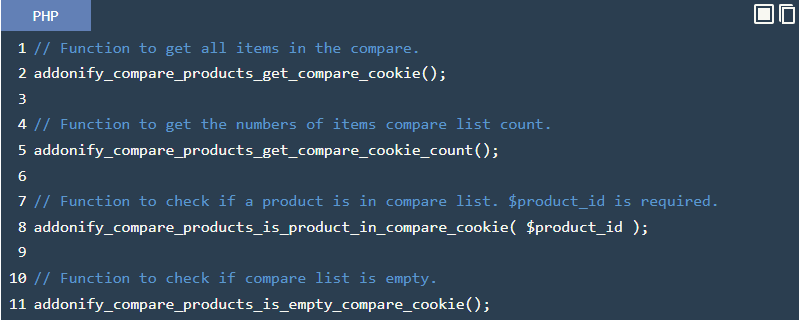 PHP
1 // Function to get all items in the compare.
2 addonify_compare_products_get_compare_cookie();
3
4 // Function to get the numbers of items compare list count.
5 addonify_compare_products_get_compare_cookie_count();
6
7 // Function to check if a product is in compare list. $product_id is required.
8 addonify_compare_products_is_product_in_compare_cookie( $product_id );
9
10 // Function to check if compare list is empty.
11 addonify_compare_products_is_empty_compare_cookie();